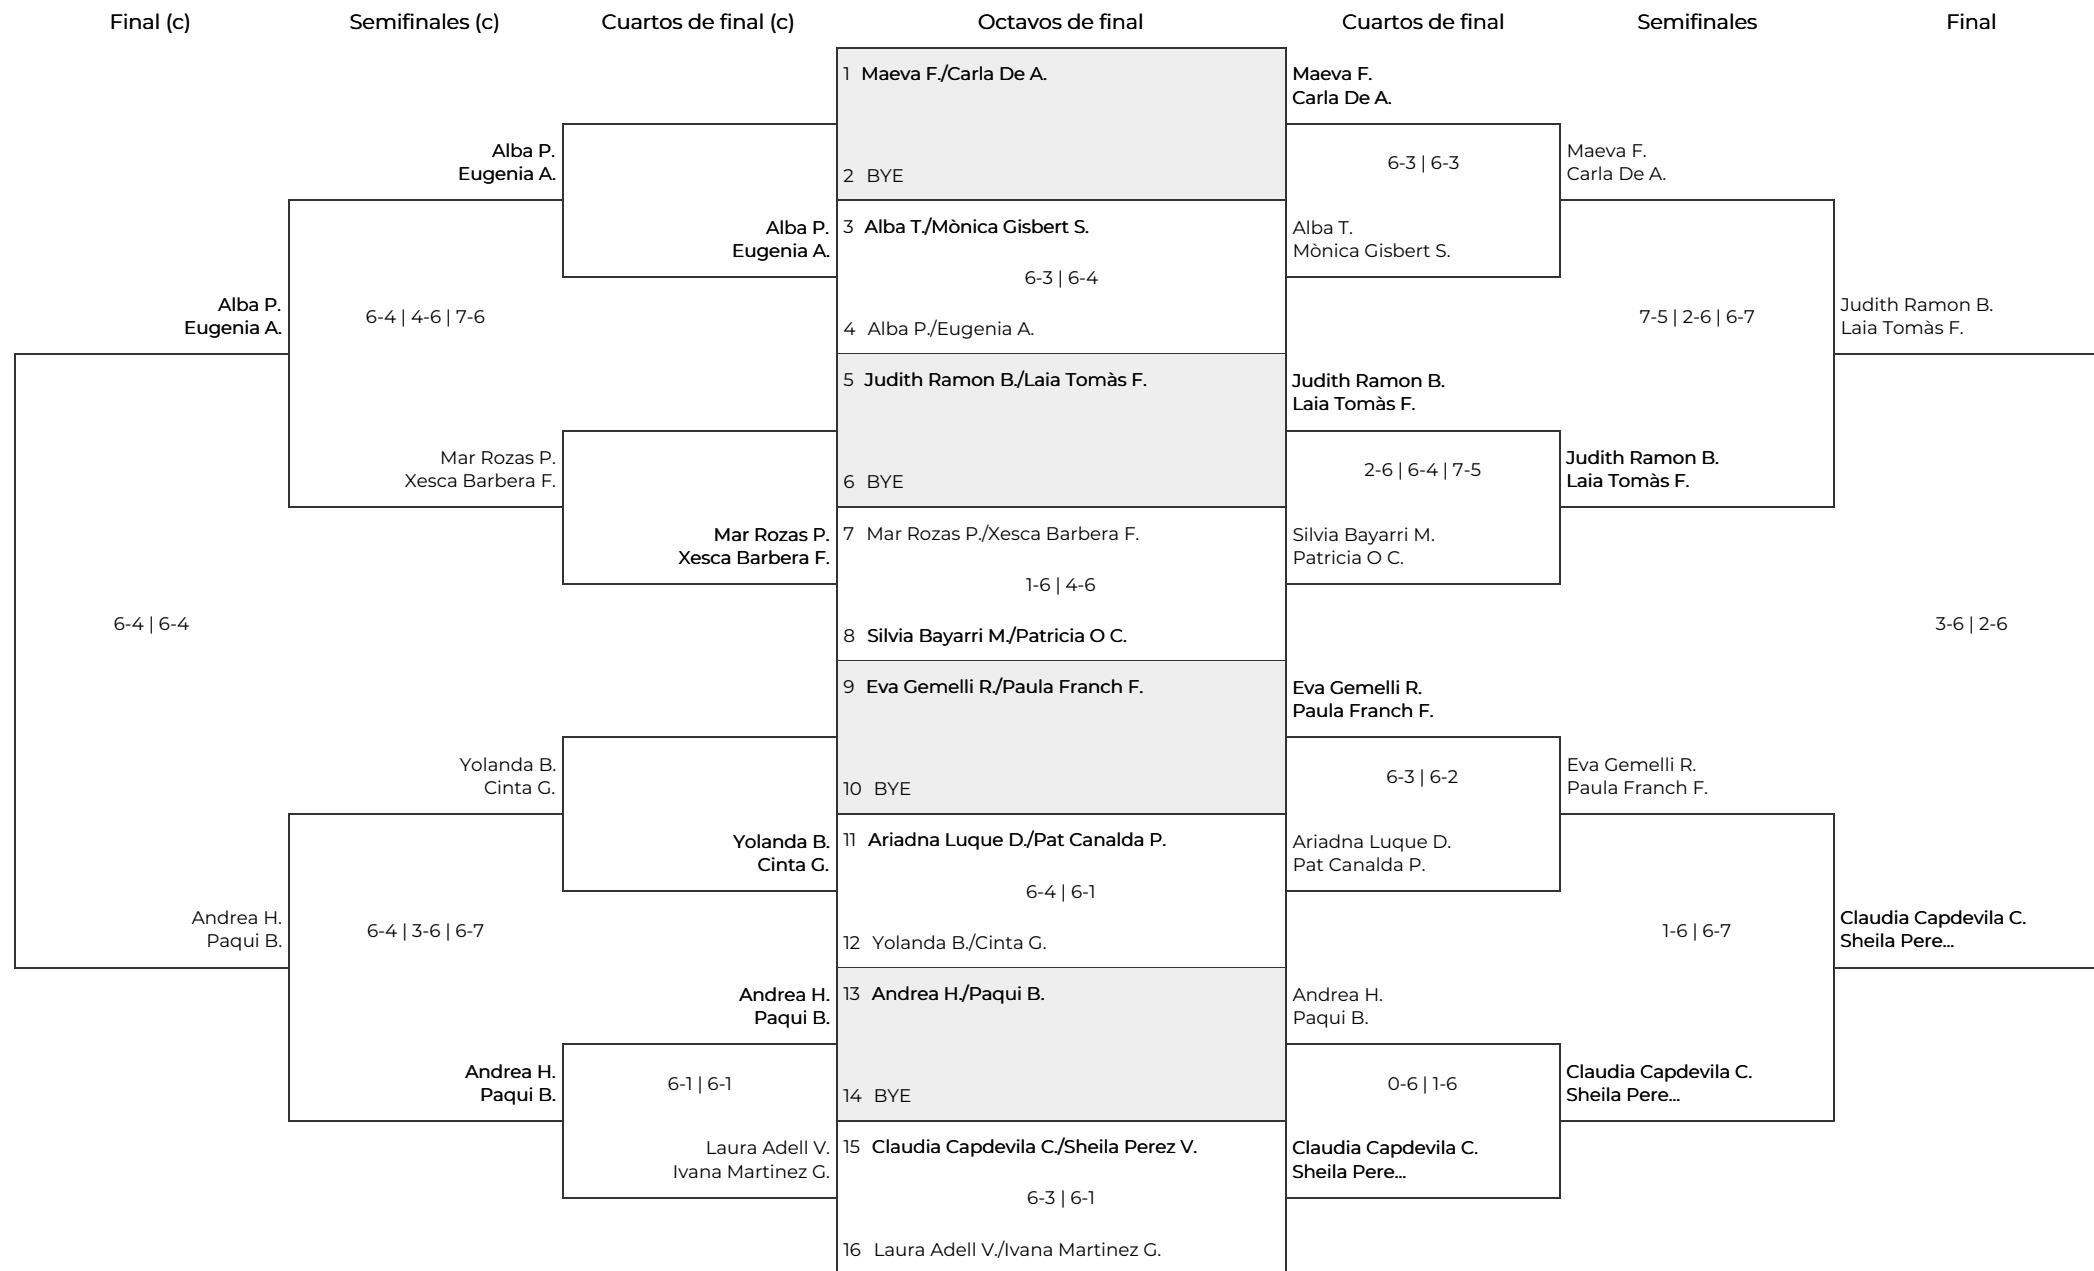 Final (c)
Semifinales (c)
Cuartos de final (c)
Octavos de final
Cuartos de final
Semifinales
Final
Alba P.
Eugenia A.
6-4 | 6-4
Andrea H.
Paqui B.
Alba P.
Eugenia A.
6-4 | 4-6 | 7-6
Mar Rozas P.
Xesca Barbera F.
Yolanda B.
Cinta G.
6-4 | 3-6 | 6-7
Andrea H.
Paqui B.
Alba P.
Eugenia A.
Mar Rozas P.
Xesca Barbera F.
Yolanda B.
Cinta G.
Andrea H.
Paqui B.
6-1 | 6-1
Laura Adell V.
Ivana Martinez G.
1 Maeva F./Carla De A.
2 BYE
3 Alba T./Mònica Gisbert S.
6-3 | 6-4
4 Alba P./Eugenia A.
5 Judith Ramon B./Laia Tomàs F.
6 BYE
7 Mar Rozas P./Xesca Barbera F.
1-6 | 4-6
8 Silvia Bayarri M./Patricia O C.
9 Eva Gemelli R./Paula Franch F.
10 BYE
11 Ariadna Luque D./Pat Canalda P.
6-4 | 6-1
12 Yolanda B./Cinta G.
13 Andrea H./Paqui B.
14 BYE
15 Claudia Capdevila C./Sheila Perez V.
6-3 | 6-1
16 Laura Adell V./Ivana Martinez G.
Maeva F.
Carla De A.
6-3 | 6-3
Alba T.
Mònica Gisbert S.
Judith Ramon B.
Laia Tomàs F.
2-6 | 6-4 | 7-5
Silvia Bayarri M.
Patricia O C.
Eva Gemelli R.
Paula Franch F.
6-3 | 6-2
Ariadna Luque D.
Pat Canalda P.
Andrea H.
Paqui B.
0-6 | 1-6
Claudia Capdevila C.
Sheila Pere...
Maeva F.
Carla De A.
7-5 | 2-6 | 6-7
Judith Ramon B.
Laia Tomàs F.
Eva Gemelli R.
Paula Franch F.
1-6 | 6-7
Claudia Capdevila C.
Sheila Pere...
Judith Ramon B.
Laia Tomàs F.
3-6 | 2-6
Claudia Capdevila C.
Sheila Pere...